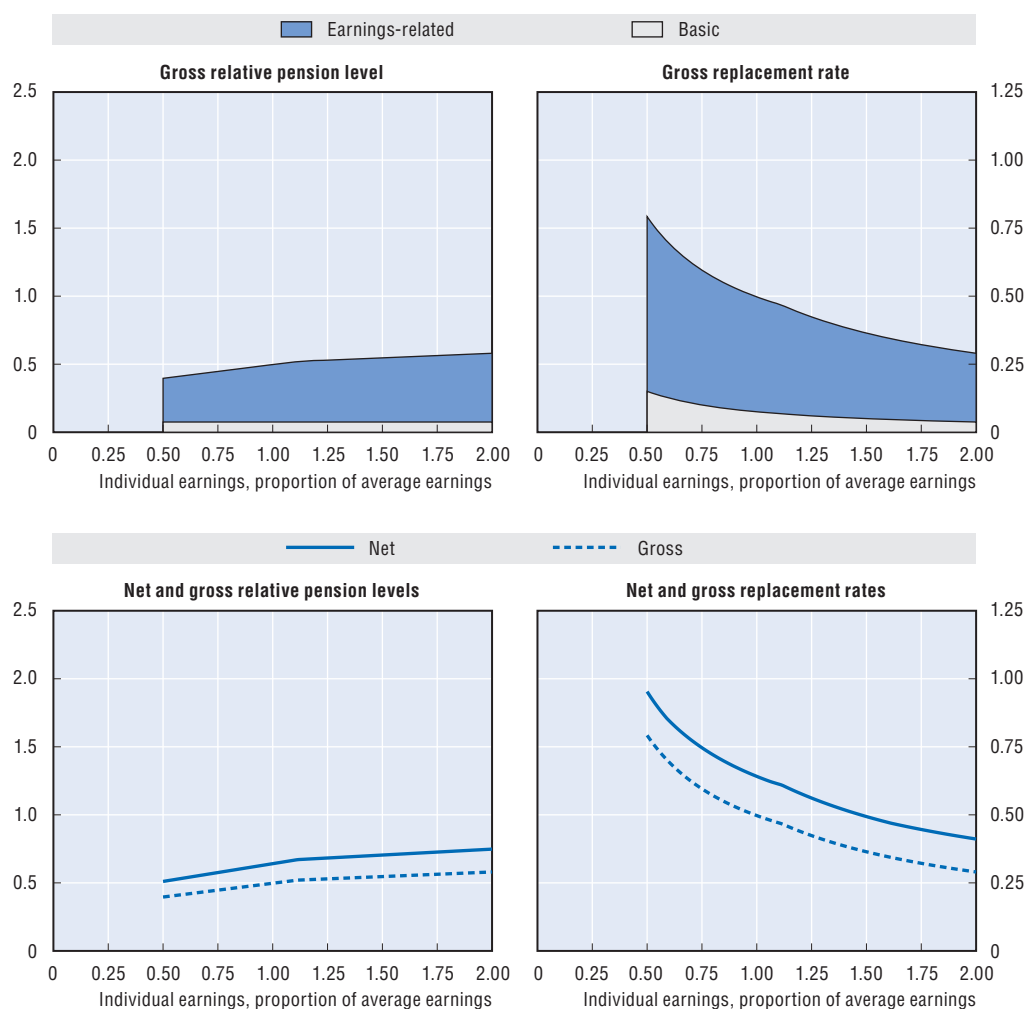 Earnings-related Basic
Gross relative pension level
2.5
2.0
1.5
1.0
0.5
0
0 0.25 0.50 0.75 1.00 1.25 1.50 1.75 2.00
Individual earnings, proportion of average earnings
Gross replacement rate
1.25
1.00
0.75
0.50
0.25
0
0 0.25 0.50 0.75 1.00 1.25 1.50 1.75 2.00
Individual earnings, proportion of average earnings
Net Gross
Net and gross relative pension levels
2.5
2.0
1.5
1.0
0.5
0
0 0.25 0.50 0.75 1.00 1.25 1.50 1.75 2.00
Individual earnings, proportion of average earnings
Net and gross replacement rates
1.25
1.00
0.75
0.50
0.25
0
0 0.25 0.50 0.75 1.00 1.25 1.50 1.75 2.00
Individual earnings, proportion of average earnings